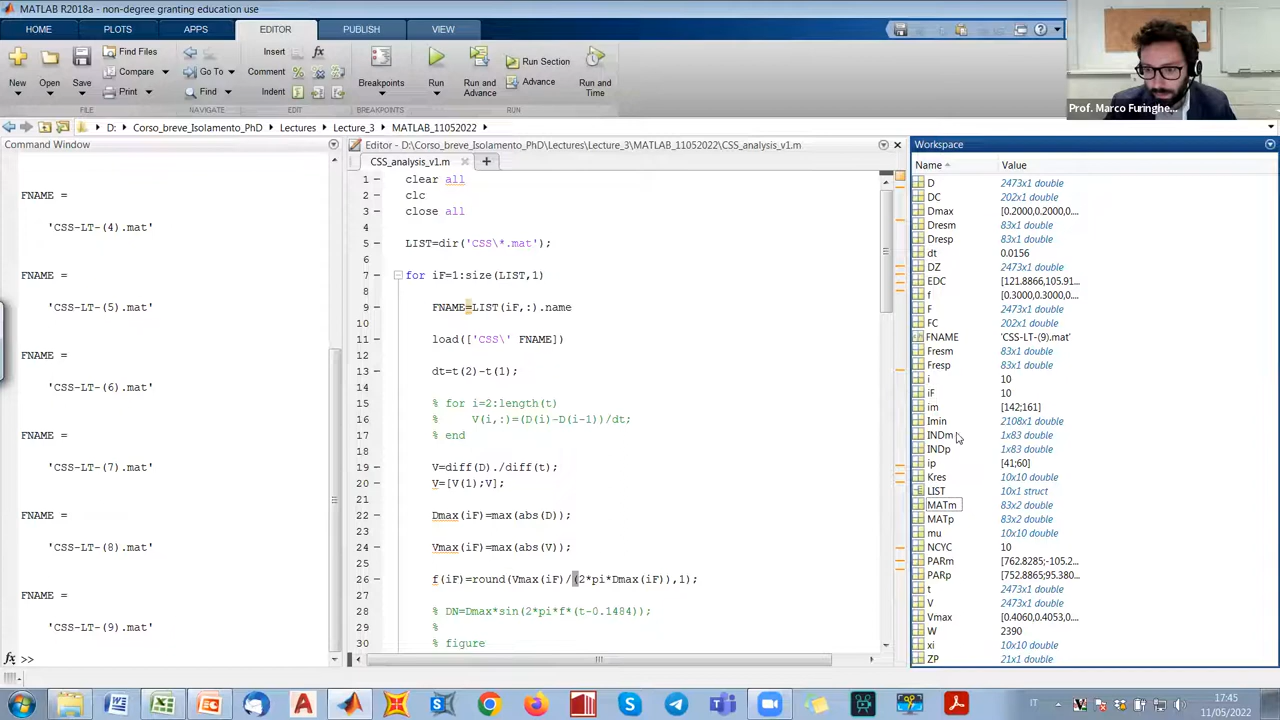 MATLAB R2018a - non-degree granting education use
HOME
PLOTS
APPS
EDITOR
PUBLISH
VIEW
New
Open
Save
Find Files
Compare
Print
Go To
Find
Insert
fx
Comment
Indent
Breakpoints
Run
Run and Advance
Run Section
Advance
Run and Time
FILE
NAVIGATE
EDIT
BREAKPOINTS
RUN
Prof. Marco Furinghe...
D: ▸ Corso_breve_Isolamento_PhD ▸ Lectures ▸ Lecture_3 ▸ MATLAB_11052022 ▸
Command Window
FNAME =
'CSS-LT-(4).mat'
FNAME =
'CSS-LT-(5).mat'
FNAME =
'CSS-LT-(6).mat'
FNAME =
'CSS-LT-(7).mat'
FNAME =
'CSS-LT-(8).mat'
FNAME =
'CSS-LT-(9).mat'
fx >>
Editor - D:\Corso_breve_Isolamento_PhD\Lectures\Lecture_3\MATLAB_11052022\CSS_analysis_v1.m
CSS_analysis_v1.m
1 clear all
2 clc
3 close all
4
5 LIST=dir('CSS\*.mat');
6
7 for iF=1:size(LIST,1)
8
9 FNAME=LIST(iF,:).name
10
11 load(['CSS\' FNAME])
12
13 dt=t(2)-t(1);
14
15 % for i=2:length(t)
16 % V(i,:)=(D(i)-D(i-1))/dt;
17 % end
18
19 V=diff(D)./diff(t);
20 V=[V(1);V];
21
22 Dmax(iF)=max(abs(D));
23
24 Vmax(iF)=max(abs(V));
25
26 f(iF)=round(Vmax(iF)/(2*pi*Dmax(iF)),1);
27
28 % DN=Dmax*sin(2*pi*f*(t-0.1484));
29 %
30 % figure
Workspace
Name Value
D 2473x1 double
DC 202x1 double
Dmax [0.2000,0.2000,0....
Dresm 83x1 double
Dresp 83x1 double
dt 0.0156
DZ 2473x1 double
EDC [121.8866,105.91...
f [0.3000,0.3000,0....
F 2473x1 double
FC 202x1 double
FNAME 'CSS-LT-(9).mat'
Fresm 83x1 double
Fresp 83x1 double
i 10
iF 10
im [142;161]
Imin 2108x1 double
INDm 1x83 double
INDp 1x83 double
ip [41;60]
Kres 10x10 double
LIST 10x1 struct
MATm 83x2 double
MATp 83x2 double
mu 10x10 double
NCYC 10
PARm [762.8285;-105.2...
PARp [752.8865;95.380...
t 2473x1 double
V 2473x1 double
Vmax [0.4060,0.4053,0....
W 2390
xi 10x10 double
ZP 21x1 double
IT
17:45
11/05/2022